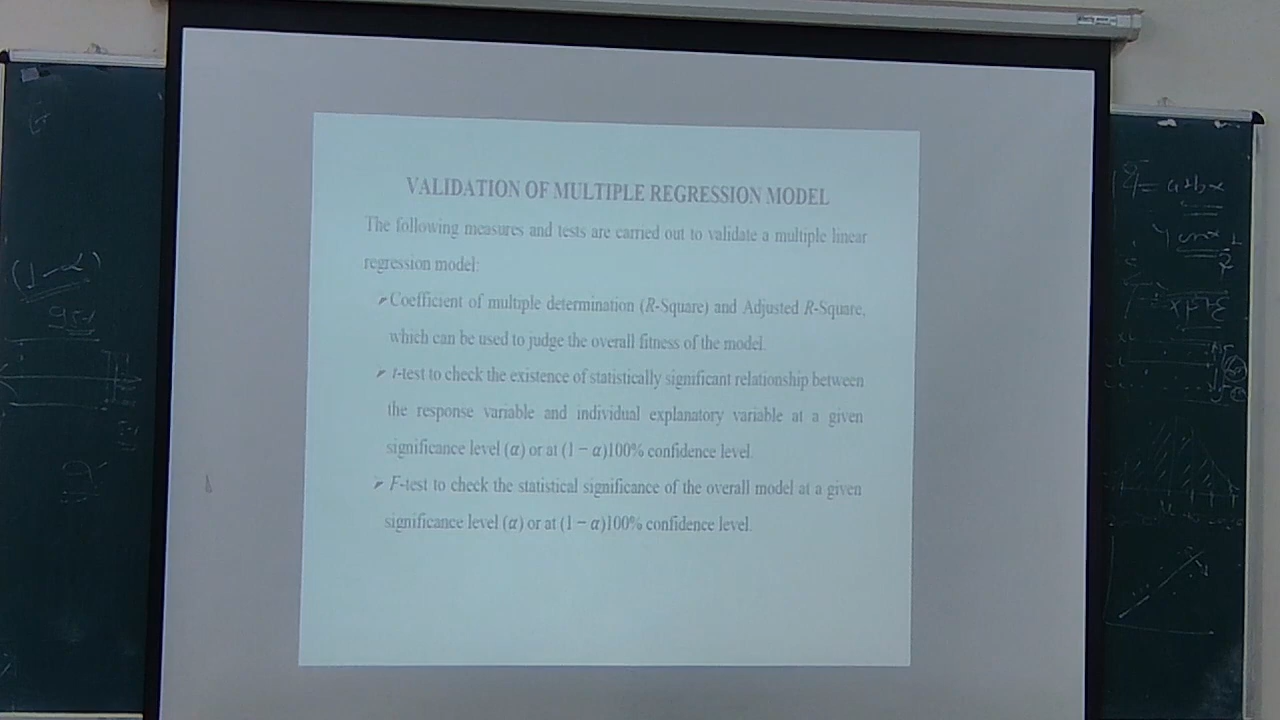 VALIDATION OF MULTIPLE REGRESSION MODEL
The following measures and tests are carried out to validate a multiple linear
regression model:
➢ Coefficient of multiple determination (R-Square) and Adjusted R-Square,
which can be used to judge the overall fitness of the model.
➢ t-test to check the existence of statistically significant relationship between
the response variable and individual explanatory variable at a given
significance level (α) or at (1 − α)100% confidence level.
➢ F-test to check the statistical significance of the overall model at a given
significance level (α) or at (1 − α)100% confidence level.
(1-α)
= a+bx